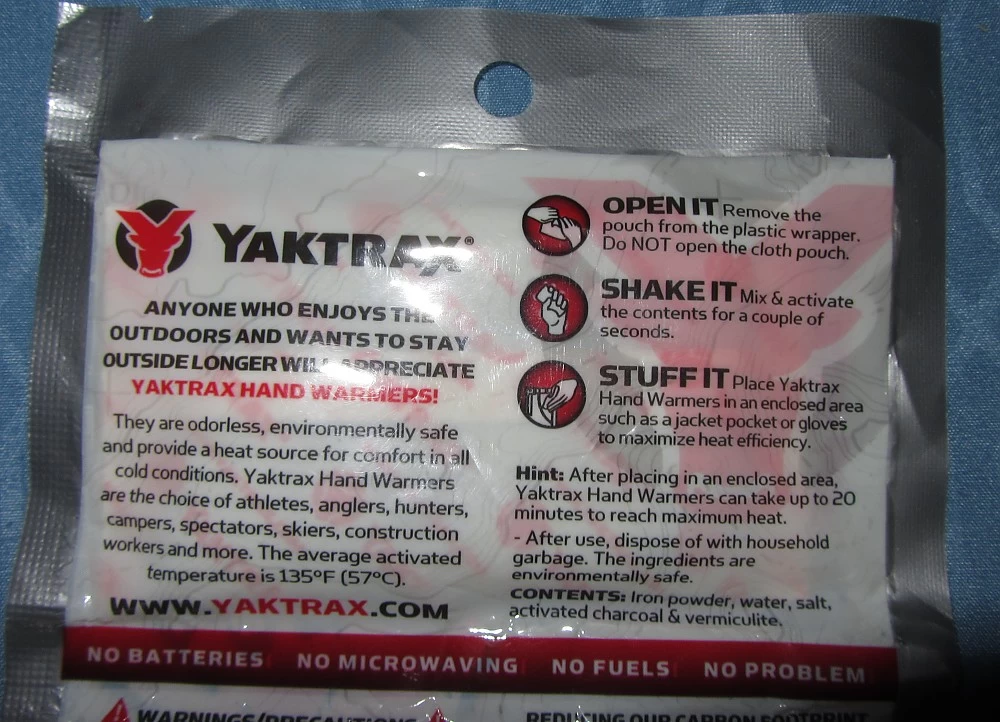 YAKTRAX®
ANYONE WHO ENJOYS THE
OUTDOORS AND WANTS TO STAY
OUTSIDE LONGER WILL APPRECIATE
YAKTRAX HAND WARMERS!
They are odorless, environmentally safe
and provide a heat source for comfort in all
cold conditions. Yaktrax Hand Warmers
are the choice of athletes, anglers, hunters,
campers, spectators, skiers, construction
workers and more. The average activated
temperature is 135°F (57°C).
WWW.YAKTRAX.COM
OPEN IT Remove the
pouch from the plastic wrapper.
Do NOT open the cloth pouch.
SHAKE IT Mix & activate
the contents for a couple of
seconds.
STUFF IT Place Yaktrax
Hand Warmers in an enclosed area
such as a jacket pocket or gloves
to maximize heat efficiency.
Hint: After placing in an enclosed area,
Yaktrax Hand Warmers can take up to 20
minutes to reach maximum heat.
- After use, dispose of with household
garbage. The ingredients are
environmentally safe.
CONTENTS: Iron powder, water, salt,
activated charcoal & vermiculite.
NO BATTERIES NO MICROWAVING NO FUELS NO PROBLEM
WARNINGS/PRECAUTIONS
REDUCING OUR CARBON FOOTPRINT